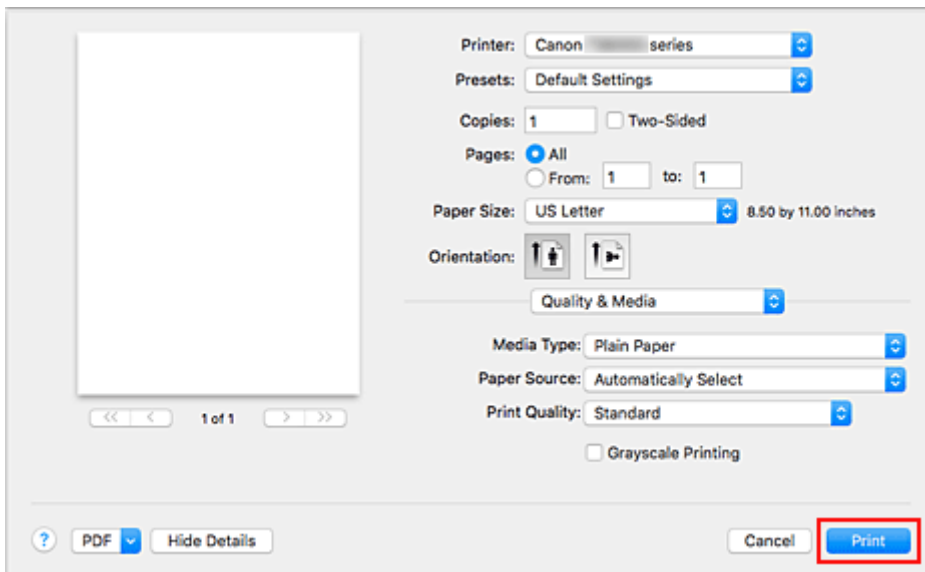 Printer: Canon series
Presets: Default Settings
Copies: 1 Two-Sided
Pages: All
From: 1 to: 1
Paper Size: US Letter 8.50 by 11.00 inches
Orientation:
Quality & Media
Media Type: Plain Paper
Paper Source: Automatically Select
Print Quality: Standard
Grayscale Printing
1 of 1
? PDF Hide Details Cancel Print